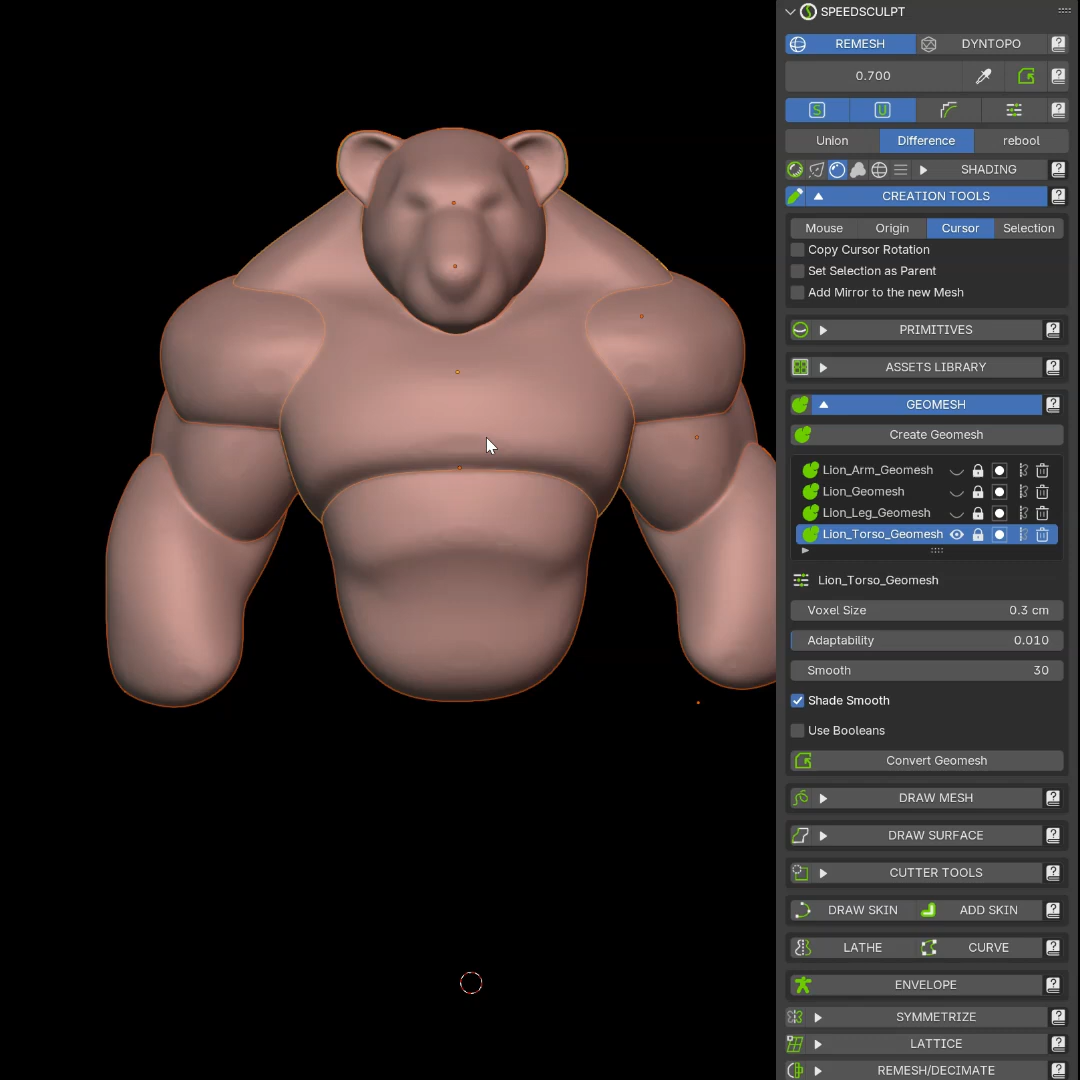 SPEEDSCULPT
REMESH DYNTOPO
0.700
S U
Union Difference rebool
SHADING
CREATION TOOLS
Mouse Origin Cursor Selection
Copy Cursor Rotation
Set Selection as Parent
Add Mirror to the new Mesh
PRIMITIVES
ASSETS LIBRARY
GEOMESH
Create Geomesh
Lion_Arm_Geomesh
Lion_Geomesh
Lion_Leg_Geomesh
Lion_Torso_Geomesh
Lion_Torso_Geomesh
Voxel Size 0.3 cm
Adaptability 0.010
Smooth 30
Shade Smooth
Use Booleans
Convert Geomesh
DRAW MESH
DRAW SURFACE
CUTTER TOOLS
DRAW SKIN ADD SKIN
LATHE CURVE
ENVELOPE
SYMMETRIZE
LATTICE
REMESH/DECIMATE